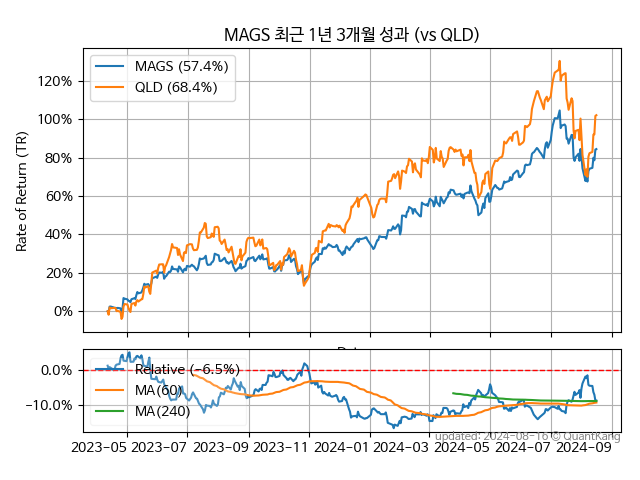 MAGS 최근 1년 3개월 성과 (vs QLD)
MAGS (57.4%)
QLD (68.4%)
Rate of Return (TR)
120%
100%
80%
60%
40%
20%
0%
Relative (−6.5%)
MA(60)
MA(240)
0.0%
−10.0%
2023-05 2023-07 2023-09 2023-11 2024-01 2024-03 2024-05 2024-07 2024-09
updated: 2024-08-16 © QuantKang